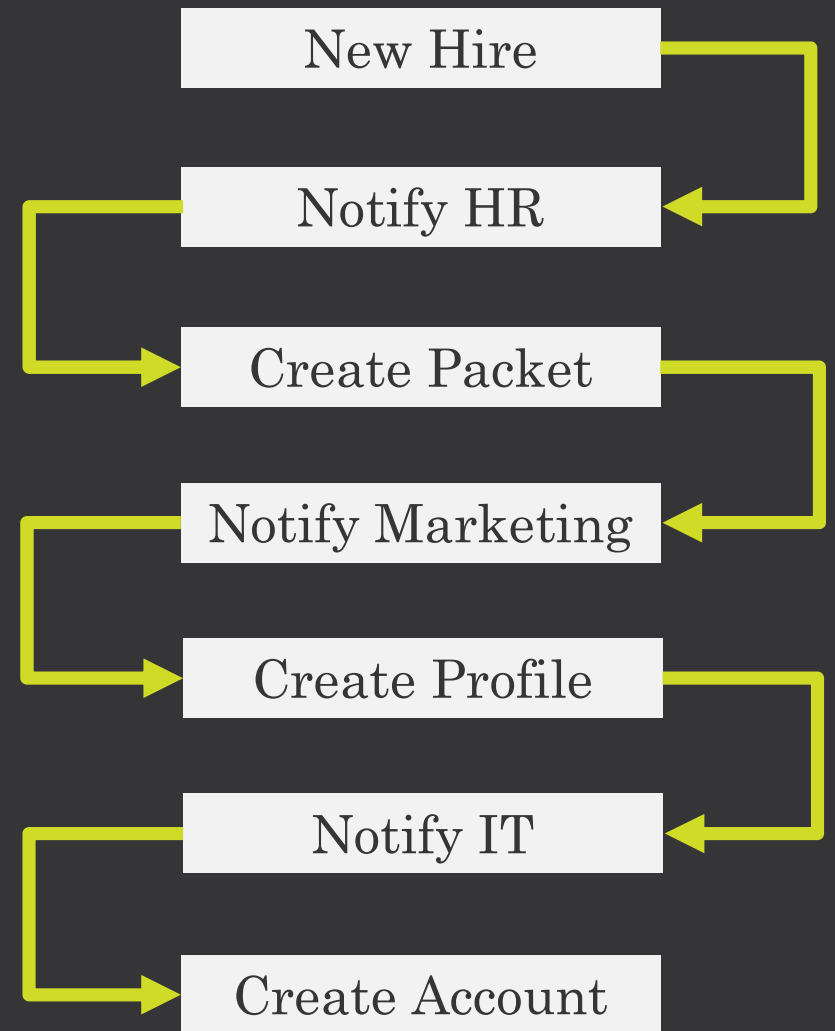 New Hire
Notify HR
Create Packet
Notify Marketing
Create Profile
Notify IT
Create Account